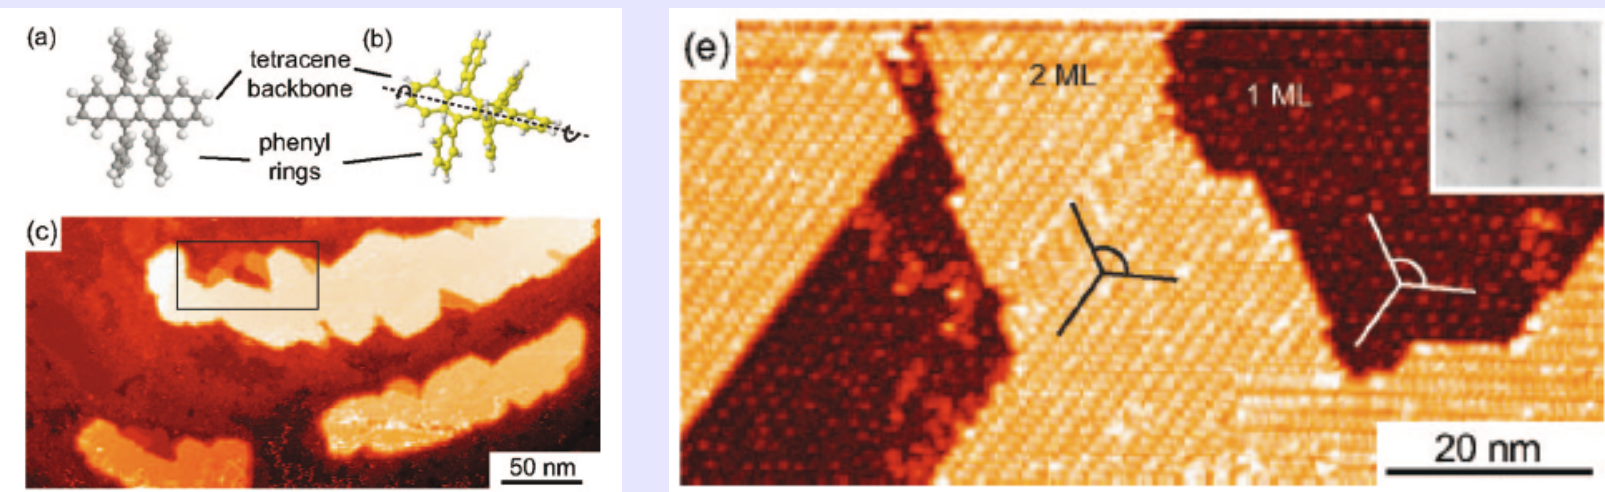 (a)
tetracene
backbone
phenyl
rings
(b)
(c)
50 nm
(e)
2 ML
1 ML
20 nm